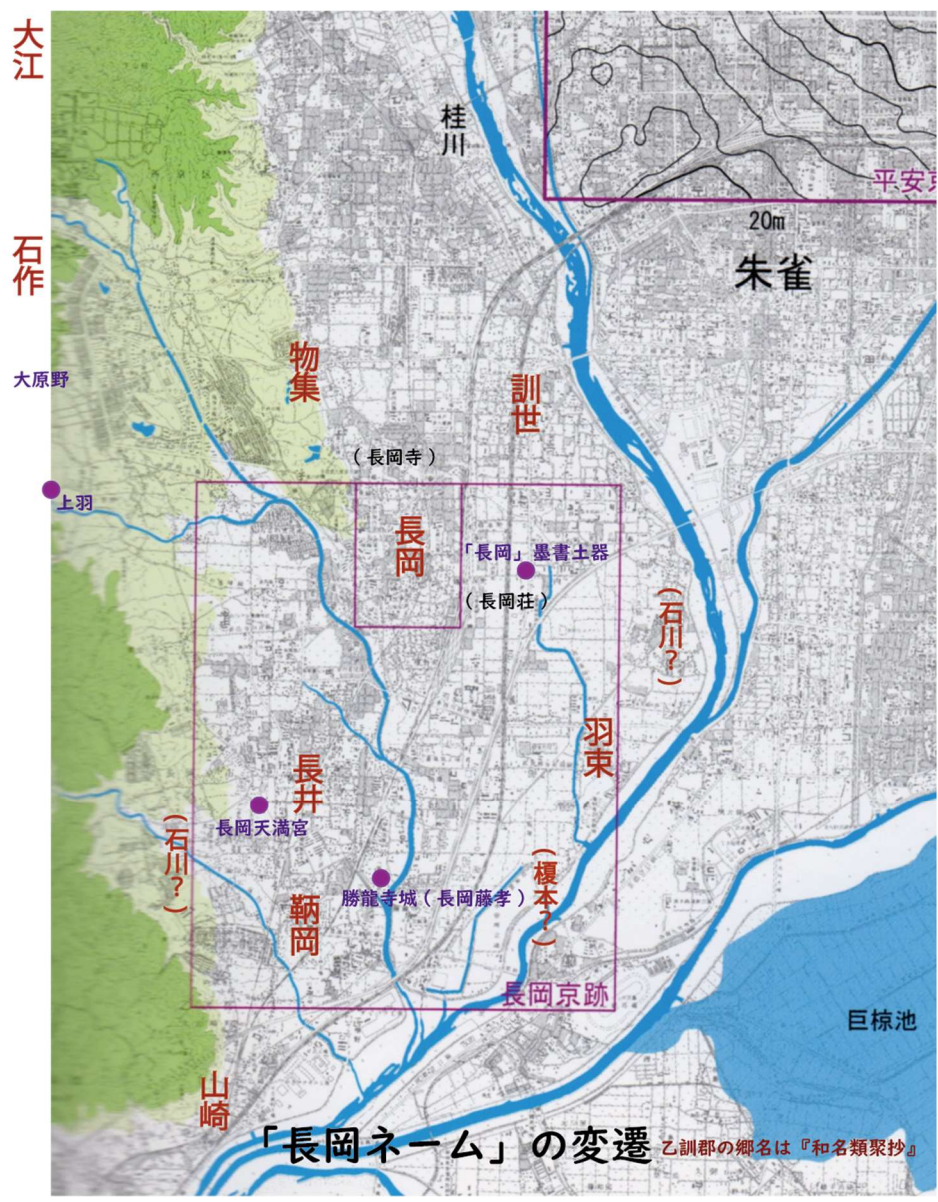 大江
桂川
平安京
20m
朱雀
石作
大原野
物集
訓世
(長岡寺)
上羽
長岡
「長岡」墨書土器
(長岡荘)
(石川?)
羽束
長井
長岡天満宮
(石川?)
(榎本?)
勝龍寺城(長岡藤孝)
鞆岡
長岡京跡
巨椋池
山崎
「長岡ネーム」の変遷
乙訓郡の郷名は『和名類聚抄』